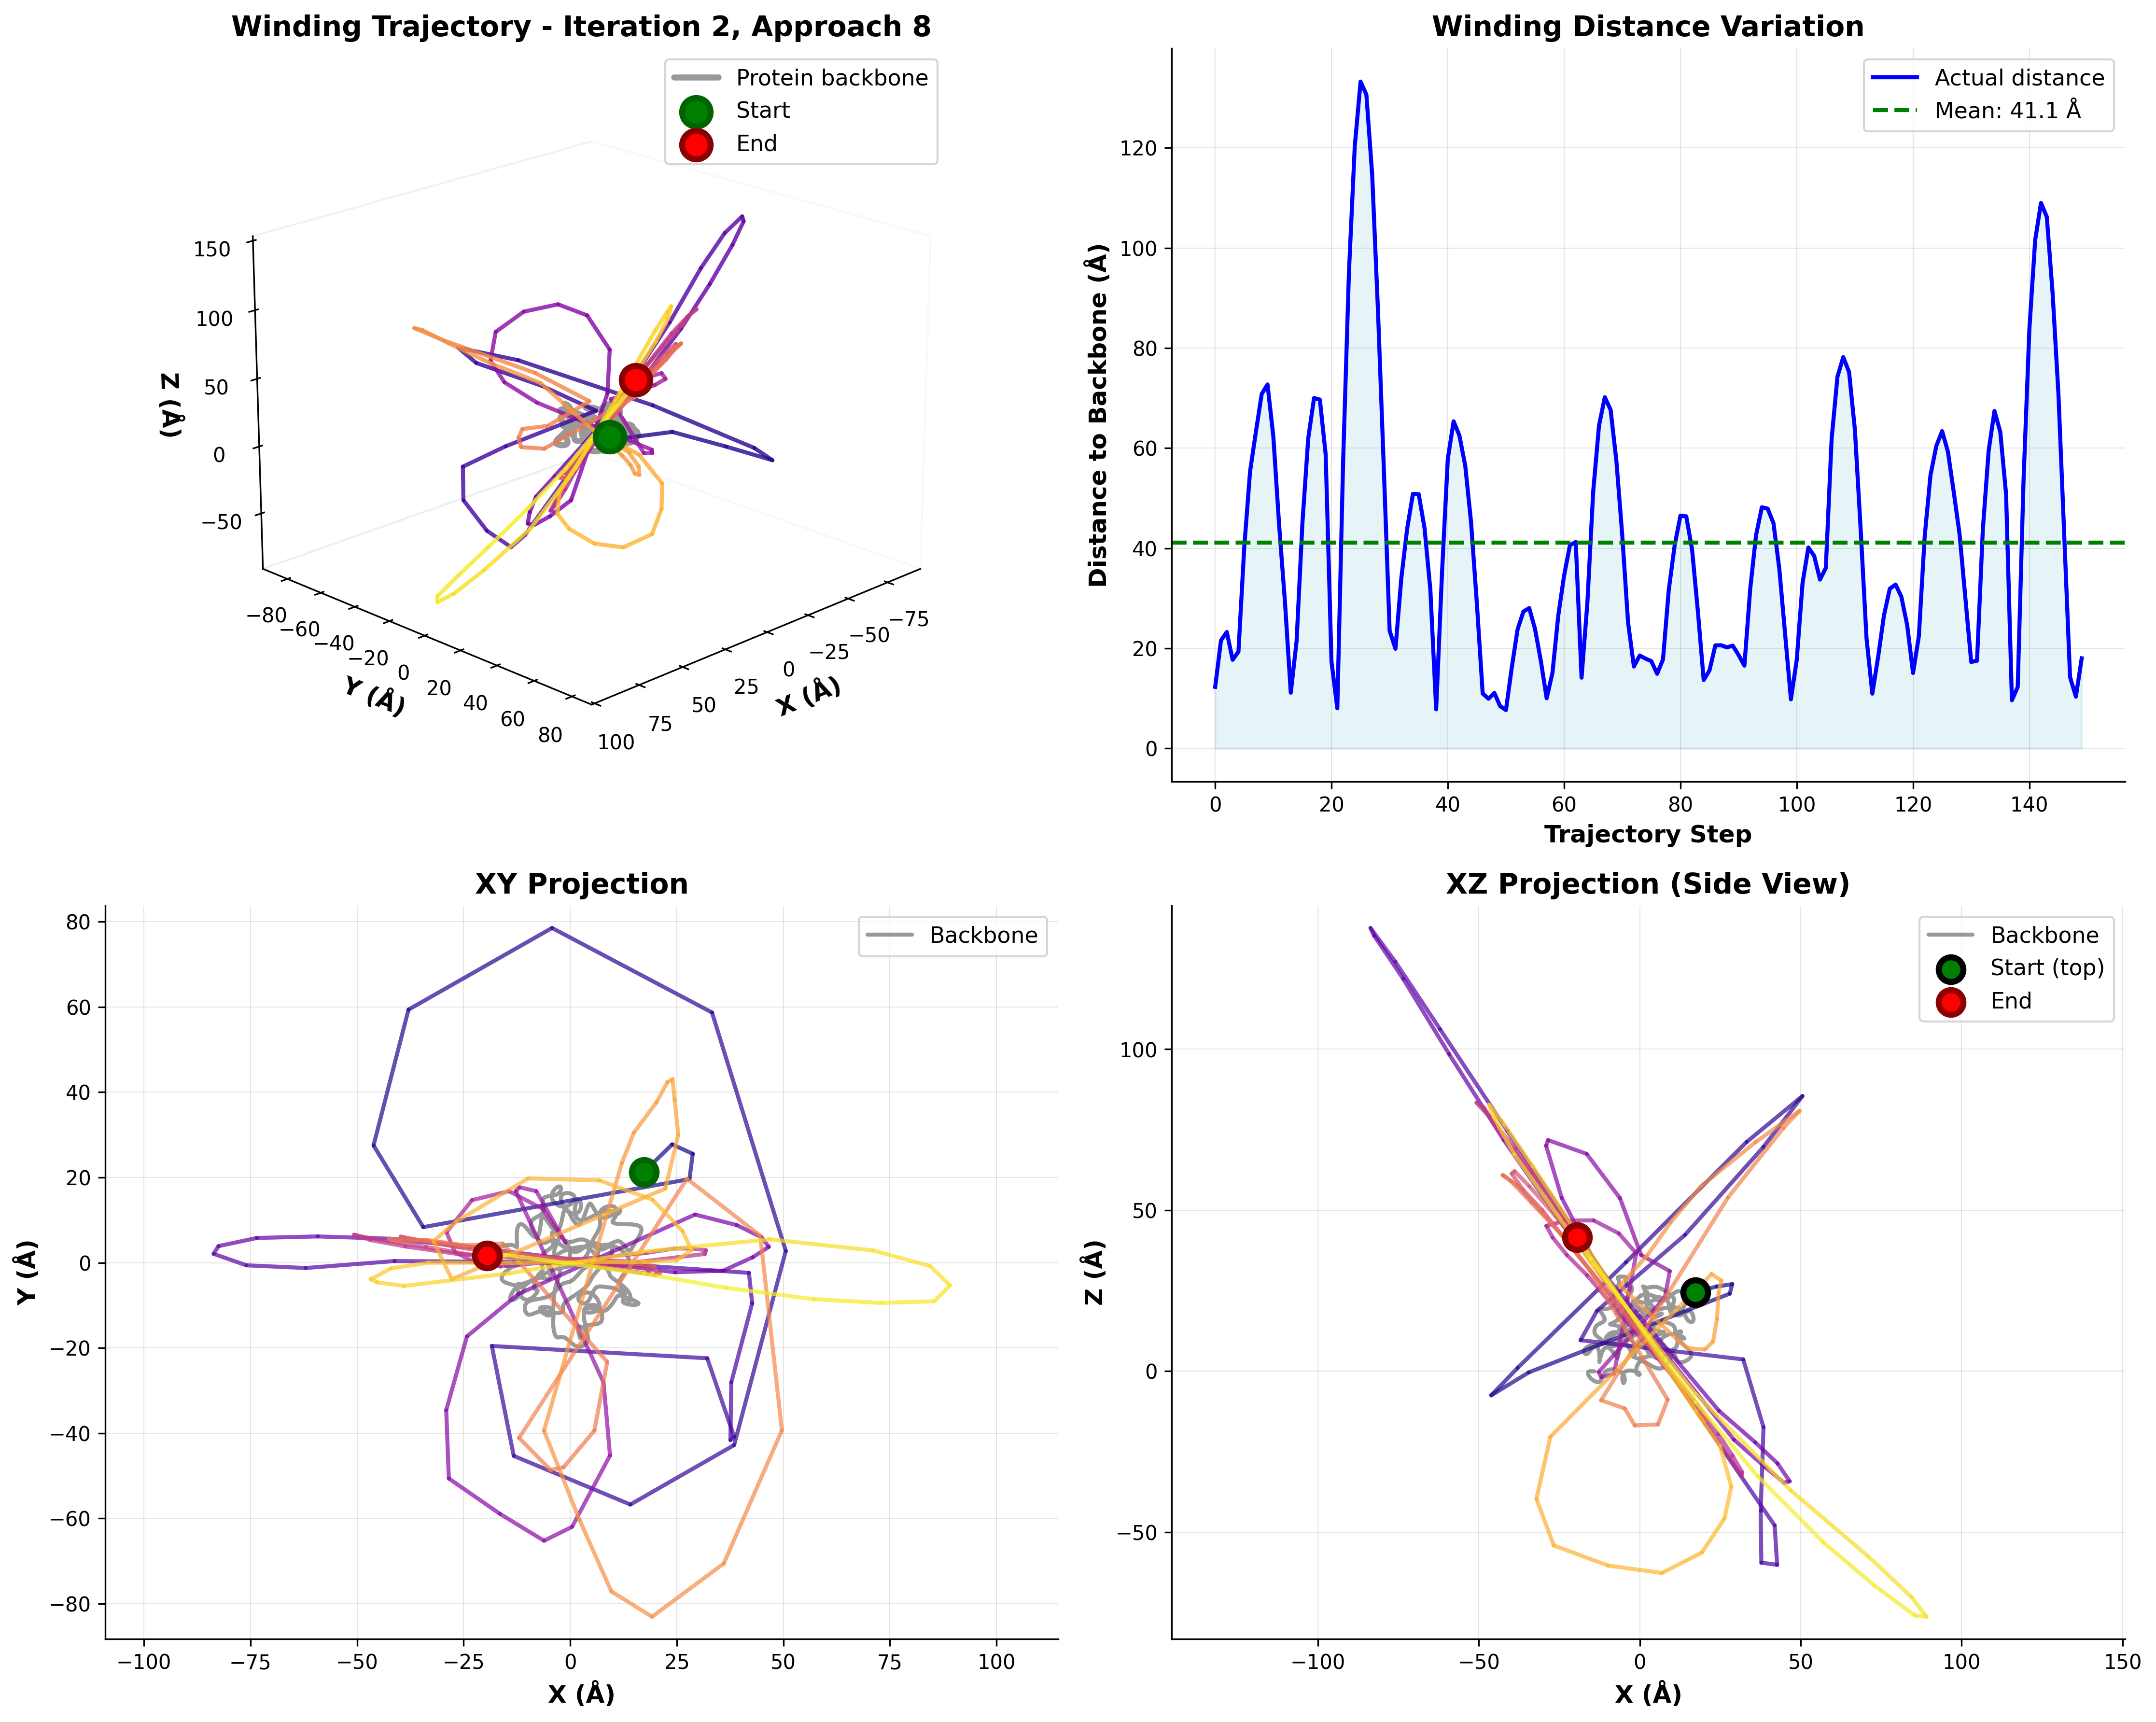 Winding Trajectory - Iteration 2, Approach 8
Protein backbone
Start
End
150
100
50
0
−50
Z (Å)
−80
−60
−40
−20
0
20
40
60
80
Y (Å)
100
75
50
25
0
−25
−50
−75
X (Å)
Winding Distance Variation
Actual distance
Mean: 41.1 Å
120
100
80
60
40
20
0
Distance to Backbone (Å)
0 20 40 60 80 100 120 140
Trajectory Step
XY Projection
Backbone
80
60
40
20
0
−20
−40
−60
−80
Y (Å)
−100 −75 −50 −25 0 25 50 75 100
X (Å)
XZ Projection (Side View)
Backbone
Start (top)
End
100
50
0
−50
Z (Å)
−100 −50 0 50 100 150
X (Å)